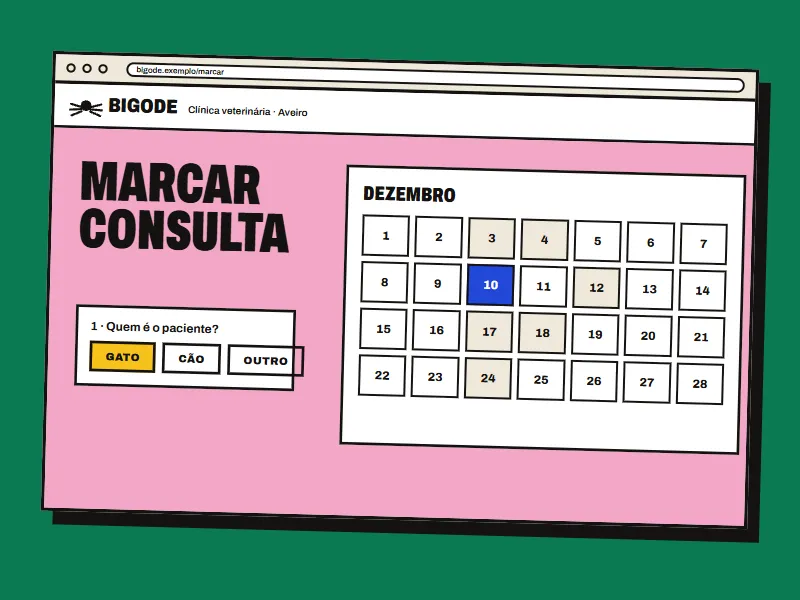 bigode.exemplo/marcar
BIGODE Clínica veterinária · Aveiro
MARCAR
CONSULTA
1 · Quem é o paciente?
GATO CÃO OUTRO
DEZEMBRO
1 2 3 4 5 6 7
8 9 10 11 12 13 14
15 16 17 18 19 20 21
22 23 24 25 26 27 28